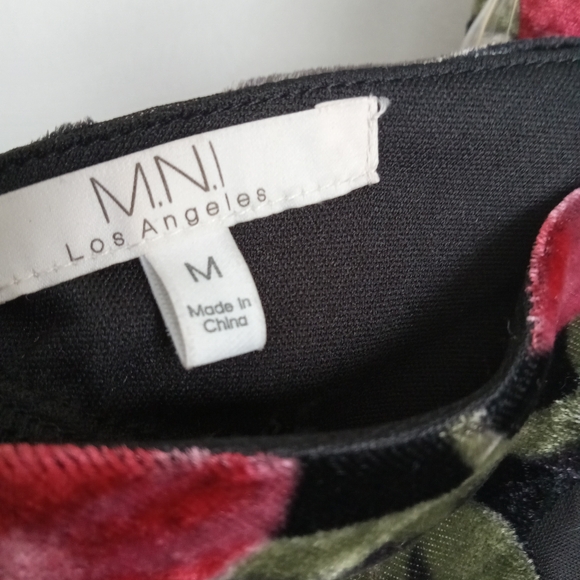 M.N.I
Los Angeles
M
Made In
China